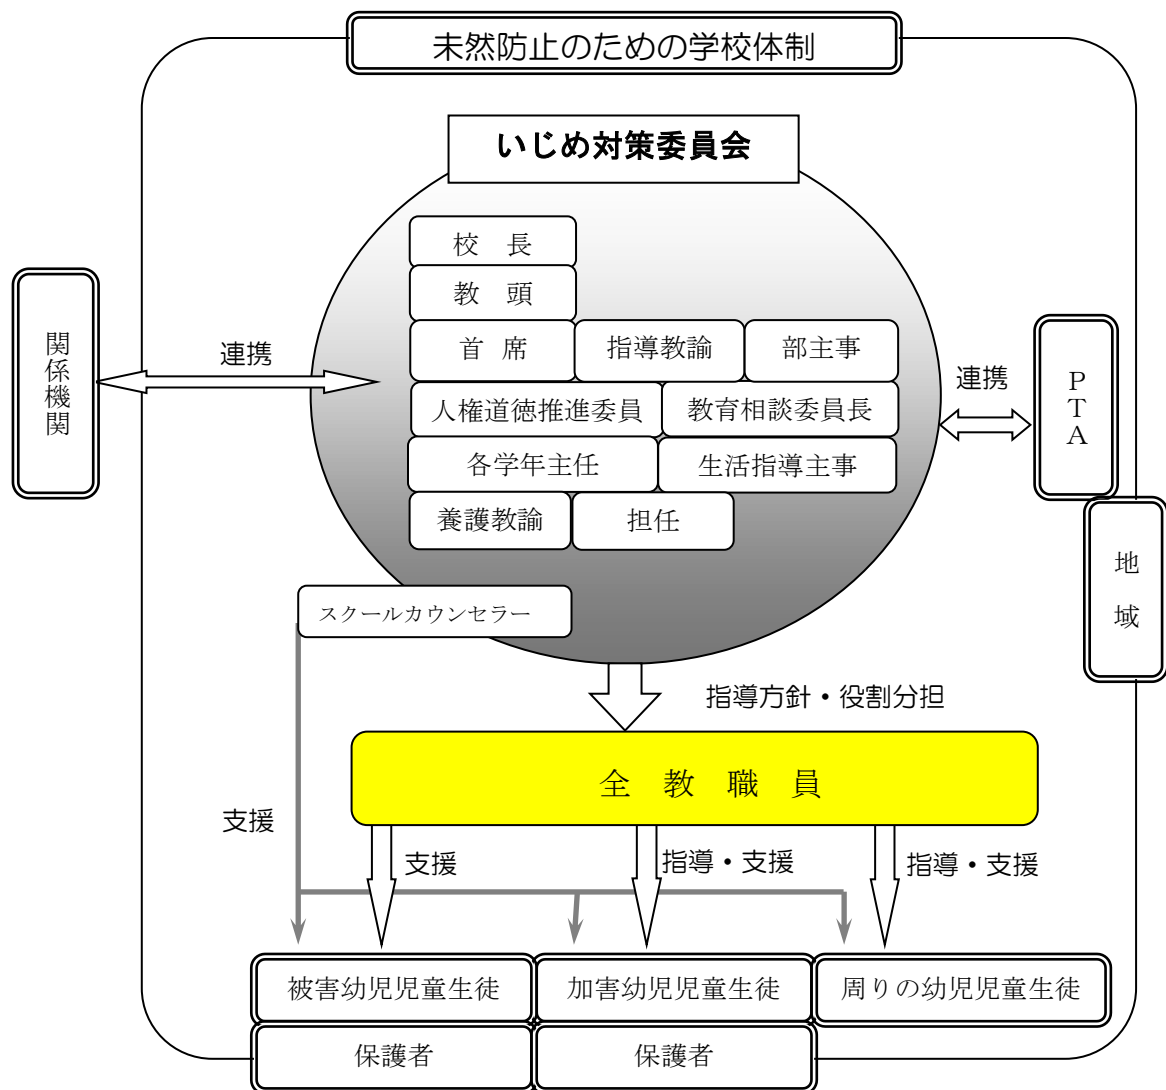 未然防止のための学校体制
いじめ対策委員会
校　長
教　頭
首　席
指導教諭
部主事
人権道徳推進委員
教育相談委員長
各学年主任
生活指導主事
養護教諭
担任
スクールカウンセラー
関係機関
連携
連携
PTA
地域
指導方針・役割分担
全　教　職　員
支援
支援
指導・支援
指導・支援
被害幼児児童生徒
加害幼児児童生徒
周りの幼児児童生徒
保護者
保護者